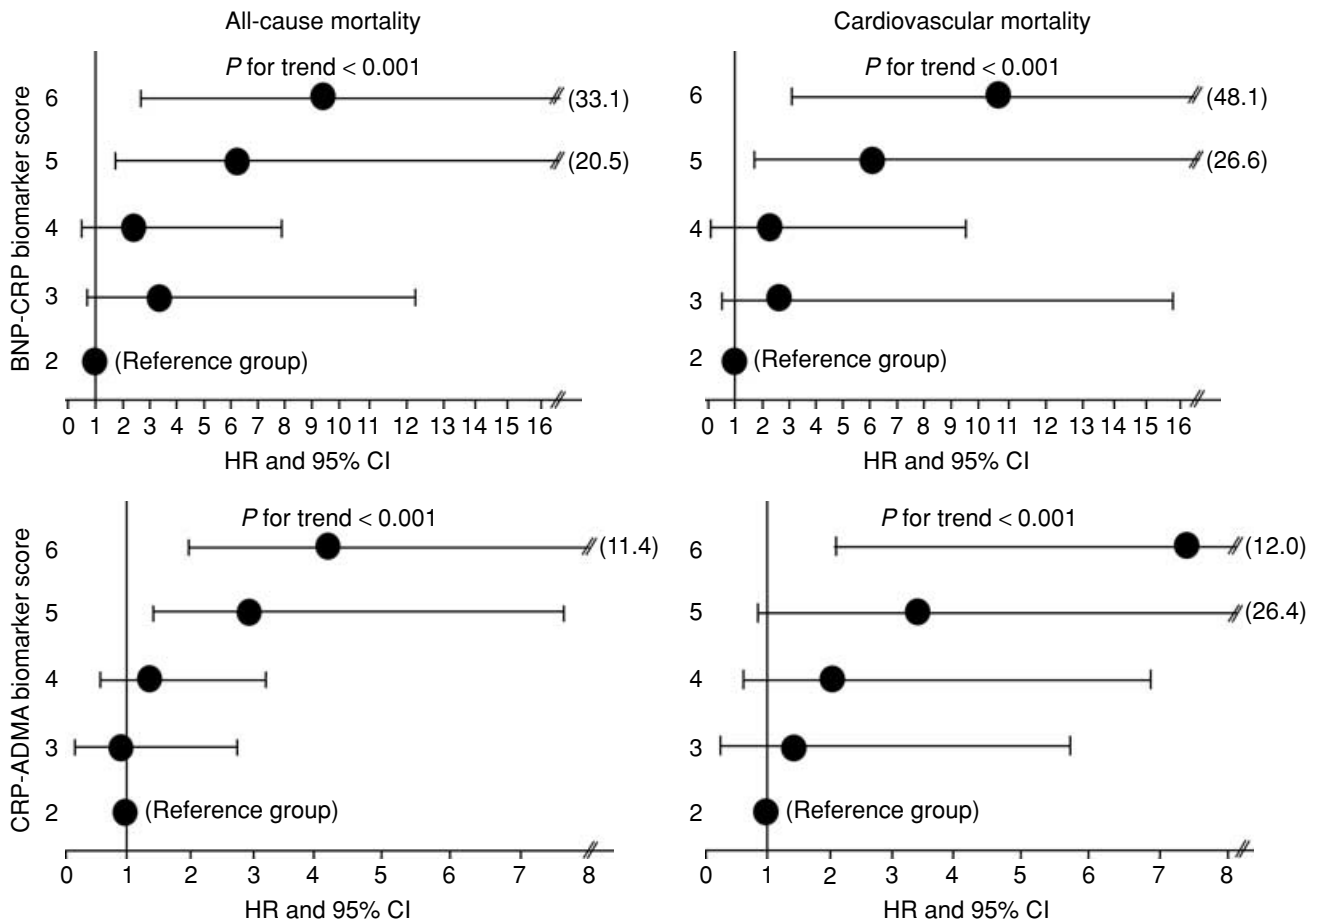 All-cause mortality
P for trend < 0.001
BNP-CRP biomarker score
6
(33.1)
5
(20.5)
4
3
2
(Reference group)
0 1 2 3 4 5 6 7 8 9 10 11 12 13 14 15 16
HR and 95% CI
Cardiovascular mortality
P for trend < 0.001
6
(48.1)
5
(26.6)
4
3
2
(Reference group)
0 1 2 3 4 5 6 7 8 9 10 11 12 13 14 15 16
HR and 95% CI
P for trend < 0.001
CRP-ADMA biomarker score
6
(11.4)
5
4
3
2
(Reference group)
0 1 2 3 4 5 6 7 8
HR and 95% CI
P for trend < 0.001
6
(12.0)
5
(26.4)
4
3
2
(Reference group)
0 1 2 3 4 5 6 7 8
HR and 95% CI